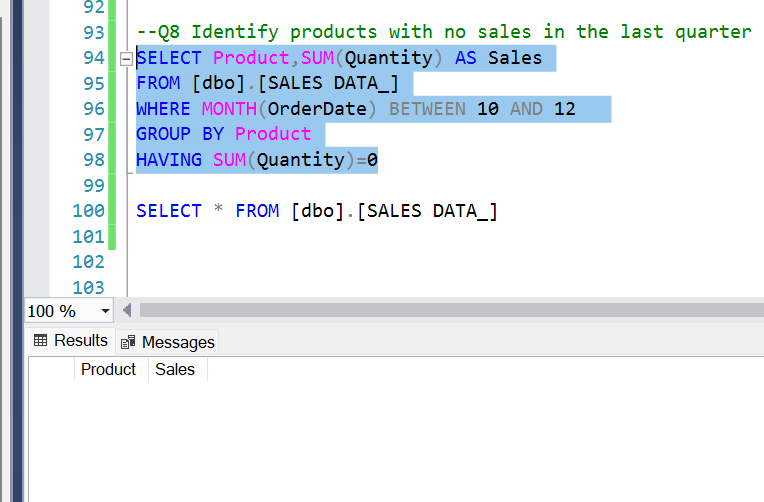 92
93 --Q8 Identify products with no sales in the last quarter
94 SELECT Product,SUM(Quantity) AS Sales
95 FROM [dbo].[SALES DATA_]
96 WHERE MONTH(OrderDate) BETWEEN 10 AND 12
97 GROUP BY Product
98 HAVING SUM(Quantity)=0
99
100 SELECT * FROM [dbo].[SALES DATA_]
101
102
103
100 %
Results Messages
Product Sales